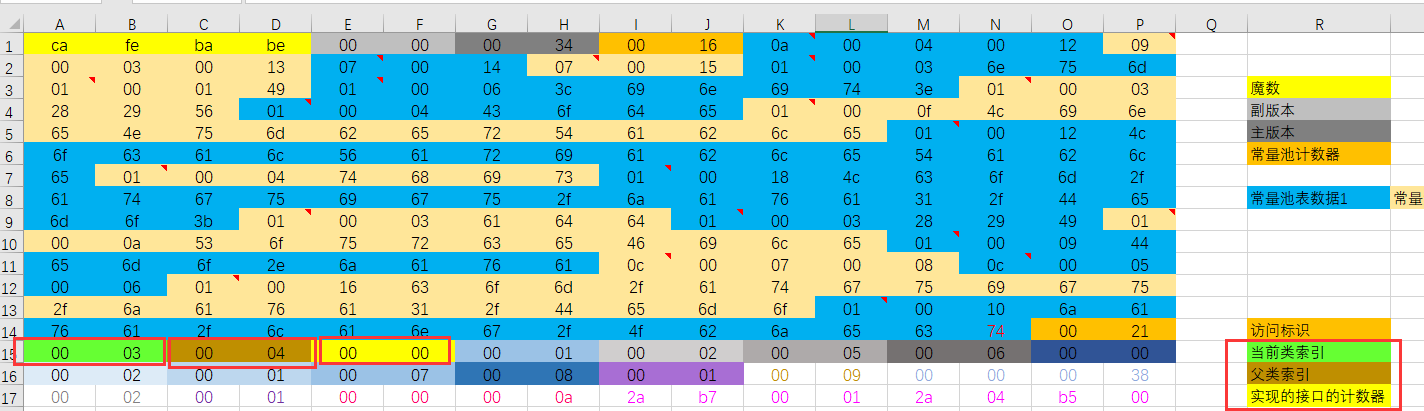 A B C D E F G H I J K L M N O P Q R
1 ca fe ba be 00 00 00 34 00 16 0a 00 04 00 12 09
2 00 03 00 13 07 00 14 07 00 15 01 00 03 6e 75 6d
3 01 00 01 49 01 00 06 3c 69 6e 69 74 3e 01 00 03 魔数
4 28 29 56 01 00 04 43 6f 64 65 01 00 0f 4c 69 6e 副版本
5 65 4e 75 6d 62 65 72 54 61 62 6c 65 01 00 12 4c 主版本
6 6f 63 61 6c 56 61 72 69 61 62 6c 65 54 61 62 6c 常量池计数器
7 65 01 00 04 74 68 69 73 01 00 18 4c 63 6f 6d 2f
8 61 74 67 75 69 67 75 2f 6a 61 76 61 31 2f 44 65 常量池表数据1 常量
9 6d 6f 3b 01 00 03 61 64 64 01 00 03 28 29 49 01
10 00 0a 53 6f 75 72 63 65 46 69 6c 65 01 00 09 44
11 65 6d 6f 2e 6a 61 76 61 0c 00 07 00 08 0c 00 05
12 00 06 01 00 16 63 6f 6d 2f 61 74 67 75 69 67 75
13 2f 6a 61 76 61 31 2f 44 65 6d 6f 01 00 10 6a 61
14 76 61 2f 6c 61 6e 67 2f 4f 62 6a 65 63 74 00 21 访问标识
15 00 03 00 04 00 00 00 01 00 02 00 05 00 06 00 00 当前类索引
16 00 02 00 01 00 07 00 08 00 01 00 09 00 00 00 38 父类索引
17 00 02 00 01 00 00 00 0a 2a b7 00 01 2a 04 b5 00 实现的接口的计数器